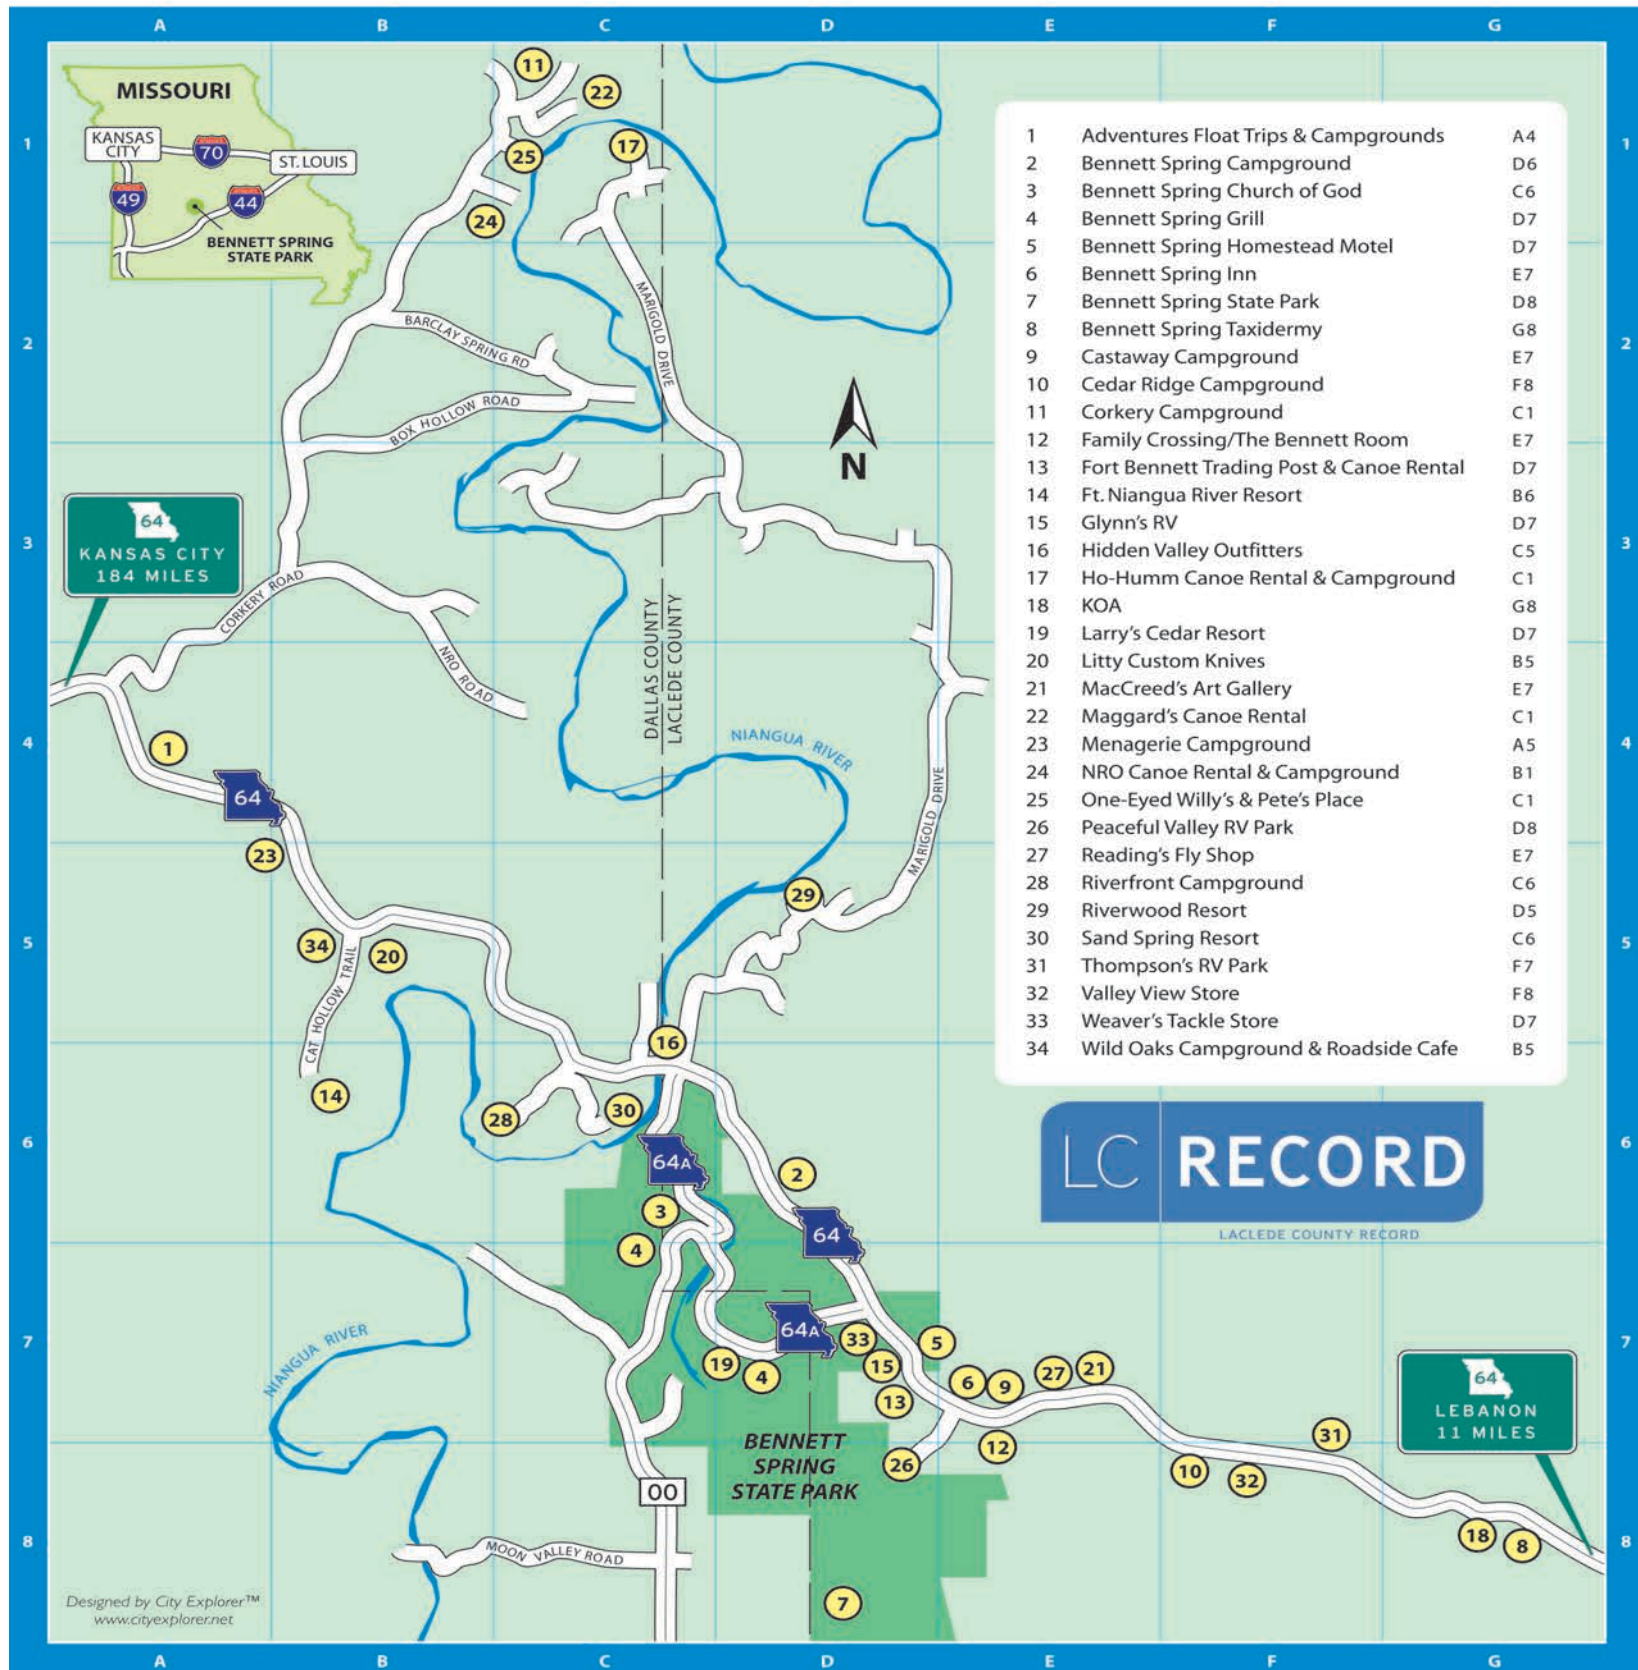 A B C D E F G
MISSOURI
KANSAS
CITY
70
ST. LOUIS
49
44
BENNETT SPRING
STATE PARK
1
2
3
4
5
6
7
8
11
22
25
17
24
MARIGOLD DRIVE
BARCLAY SPRING RD
BOX HOLLOW ROAD
N
64
KANSAS CITY
184 MILES
CORKERY ROAD
NRO ROAD
DALLAS COUNTY
LACLEDE COUNTY
NIANGUA RIVER
MARIGOLD DRIVE
1
64
23
29
34
20
CAT HOLLOW TRAIL
16
14
28
30
64A
2
3
64
4
64A
33
5
NIANGUA RIVER
19
4
15
13
6
9
27
21
12
26
31
10
32
64
LEBANON
11 MILES
BENNETT
SPRING
STATE PARK
OO
MOON VALLEY ROAD
18
8
7
1 Adventures Float Trips & Campgrounds A4
2 Bennett Spring Campground D6
3 Bennett Spring Church of God C6
4 Bennett Spring Grill D7
5 Bennett Spring Homestead Motel D7
6 Bennett Spring Inn E7
7 Bennett Spring State Park D8
8 Bennett Spring Taxidermy G8
9 Castaway Campground E7
10 Cedar Ridge Campground F8
11 Corkery Campground C1
12 Family Crossing/The Bennett Room E7
13 Fort Bennett Trading Post & Canoe Rental D7
14 Ft. Niangua River Resort B6
15 Glynn's RV D7
16 Hidden Valley Outfitters C5
17 Ho-Humm Canoe Rental & Campground C1
18 KOA G8
19 Larry's Cedar Resort D7
20 Litty Custom Knives B5
21 MacCreed's Art Gallery E7
22 Maggard's Canoe Rental C1
23 Menagerie Campground A5
24 NRO Canoe Rental & Campground B1
25 One-Eyed Willy's & Pete's Place C1
26 Peaceful Valley RV Park D8
27 Reading's Fly Shop E7
28 Riverfront Campground C6
29 Riverwood Resort D5
30 Sand Spring Resort C6
31 Thompson's RV Park F7
32 Valley View Store F8
33 Weaver's Tackle Store D7
34 Wild Oaks Campground & Roadside Cafe B5
LC RECORD
LACLEDE COUNTY RECORD
1
2
3
4
5
6
7
8
Designed by City Explorer™
www.cityexplorer.net
A B C D E F G